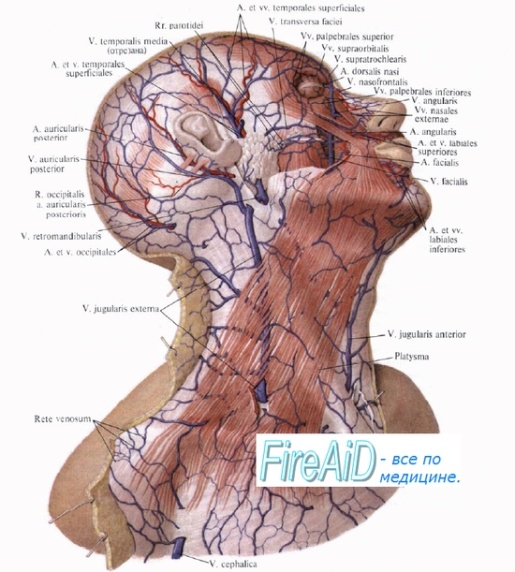 A. et vv. temporales superficiales
Rr. parotidei
V. transversa faciei
V. temporalis media
(отрезана)
Vv. palpebrales superior
Vv. supraorbitalis
A. et v. temporales
superficiales
V. supratrochlearis
A. dorsalis nasi
V. nasofrontalis
Vv. palpebrales inferiores
V. angularis
Vv. nasales
externae
A. auricularis
posterior
A. angularis
A. et v. labiales
superiores
V. auricularis
posterior
A. facialis
V. facialis
R. occipitalis
a. auricularis
postcrioris
V. retromandibularis
A. et vv.
labiales
inferiores
A. et v. occipitales
V. jugularis externa
V. jugularis anterior
Platysma
Rete venosum
FireAiD - все по
медицине.
V. cephalica